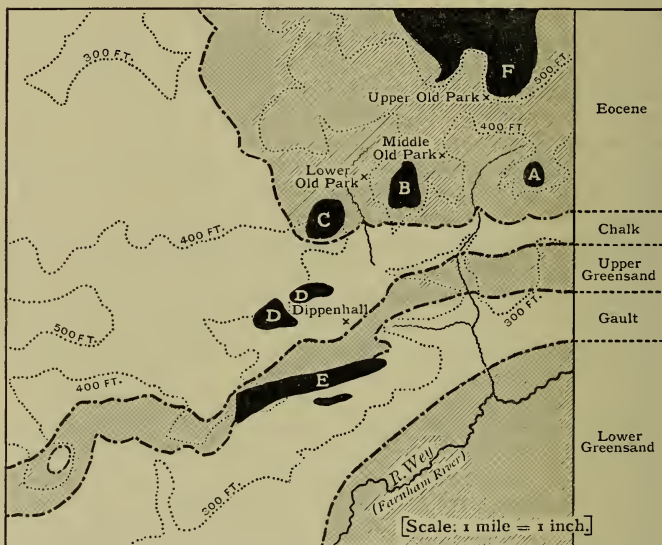 300 FT.
F
500 FT.
Upper Old Park
Eocene
400 FT.
Middle
Old Park
Lower
Old Park
A
B
C
400 FT.
Chalk
Upper
Greensand
D
D
Dippenhall
300 FT.
Gault
500 FT.
400 FT.
E
Lower
Greensand
R. Wey
(Farnham River)
300 FT.
[Scale: 1 mile = 1 inch.]